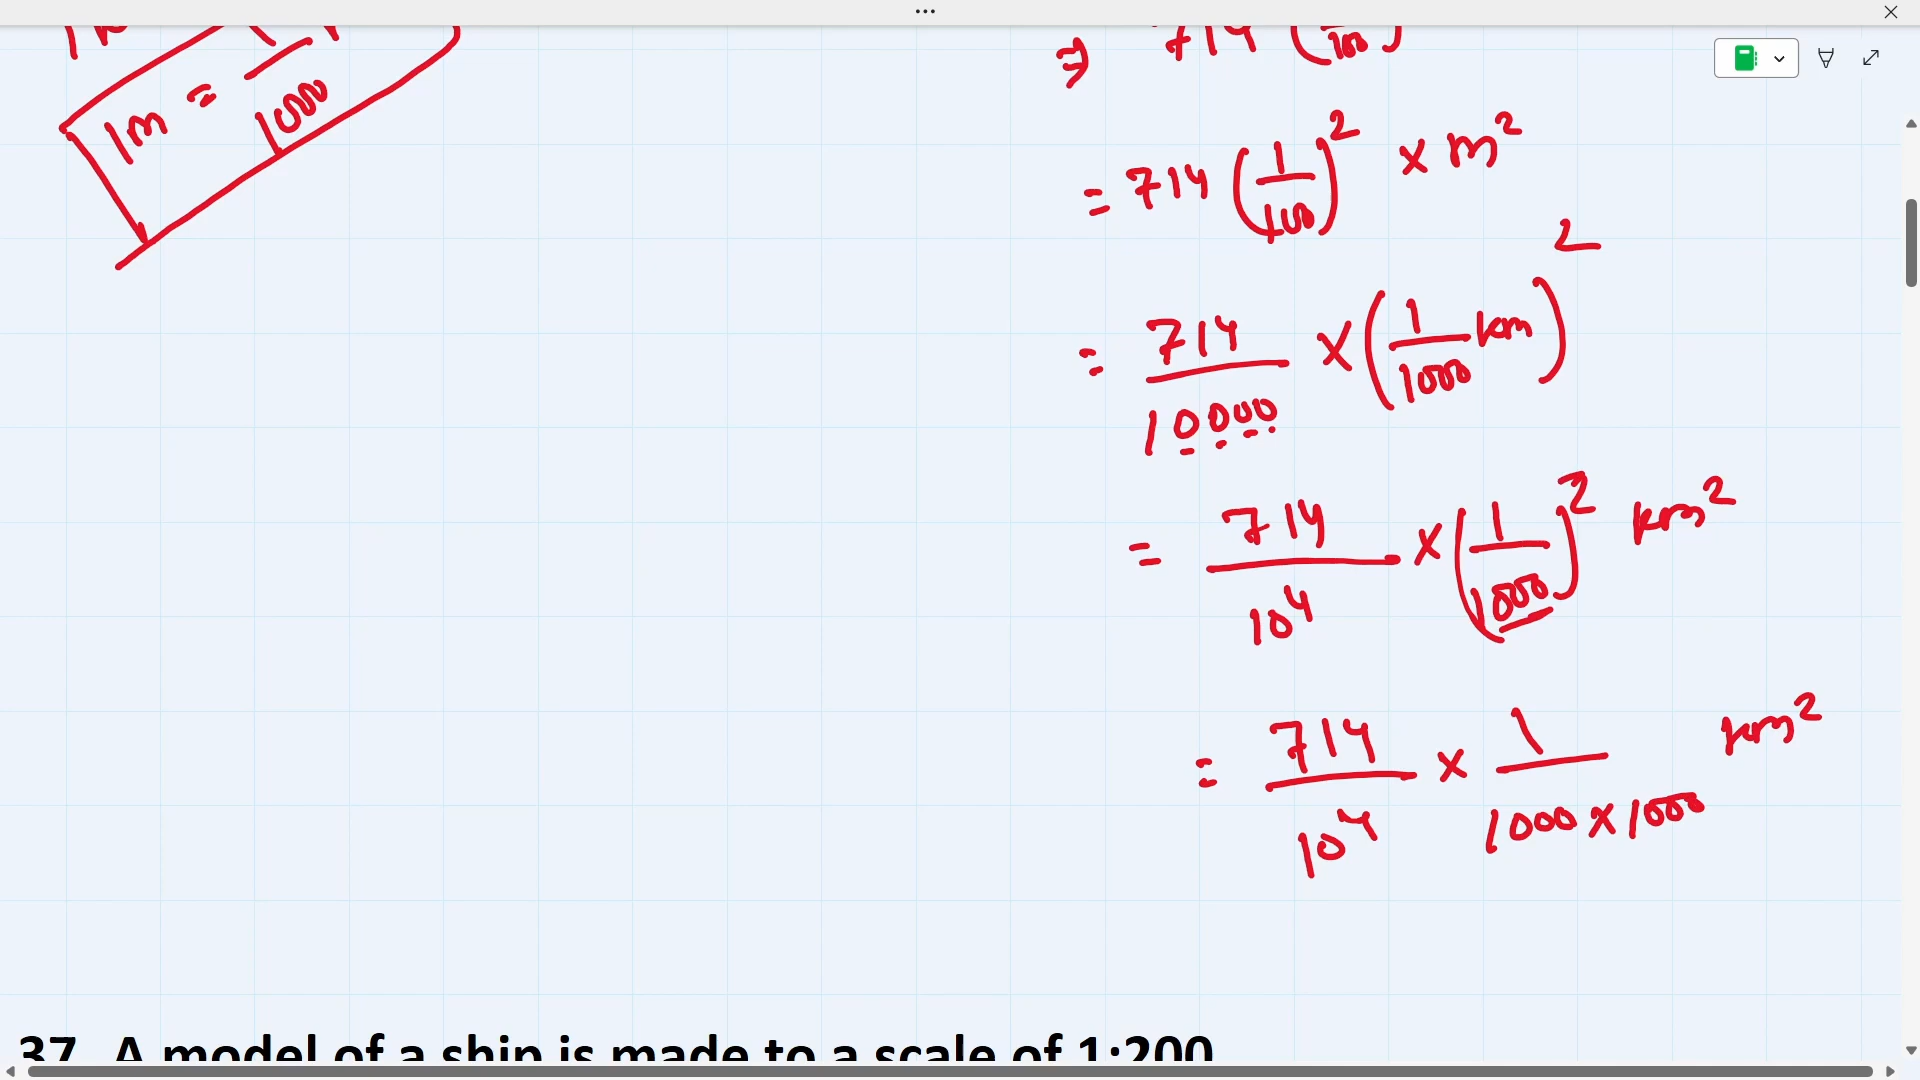 1m = 1/1000
⇒ 714 (1/100)
= 714 (1/100)² × m²
= 714/10000 × (1/1000 km)²
= 714/10⁴ × (1/1000)² km²
= 714/10⁴ × 1/1000×1000 km²
37. A model of a ship is made to a scale of 1:200